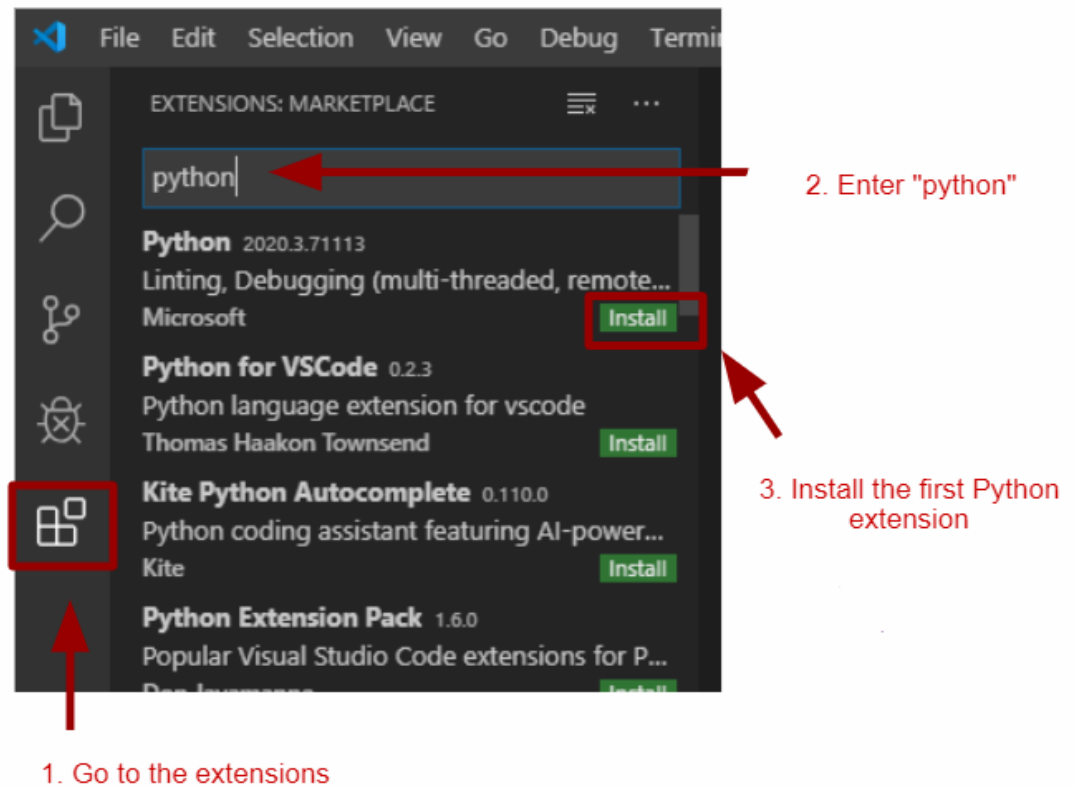 File Edit Selection View Go Debug
EXTENSIONS: MARKETPLACE
python
2. Enter "python"
Python 2020.3.71113
Linting, Debugging (multi-threaded, remote...
Microsoft Install
Python for VSCode 0.2.3
Python language extension for vscode
Thomas Haakon Townsend Install
3. Install the first Python
extension
Kite Python Autocomplete 0.110.0
Python coding assistant featuring AI-power...
Kite Install
Python Extension Pack 1.6.0
Popular Visual Studio Code extensions for P...
1. Go to the extensions